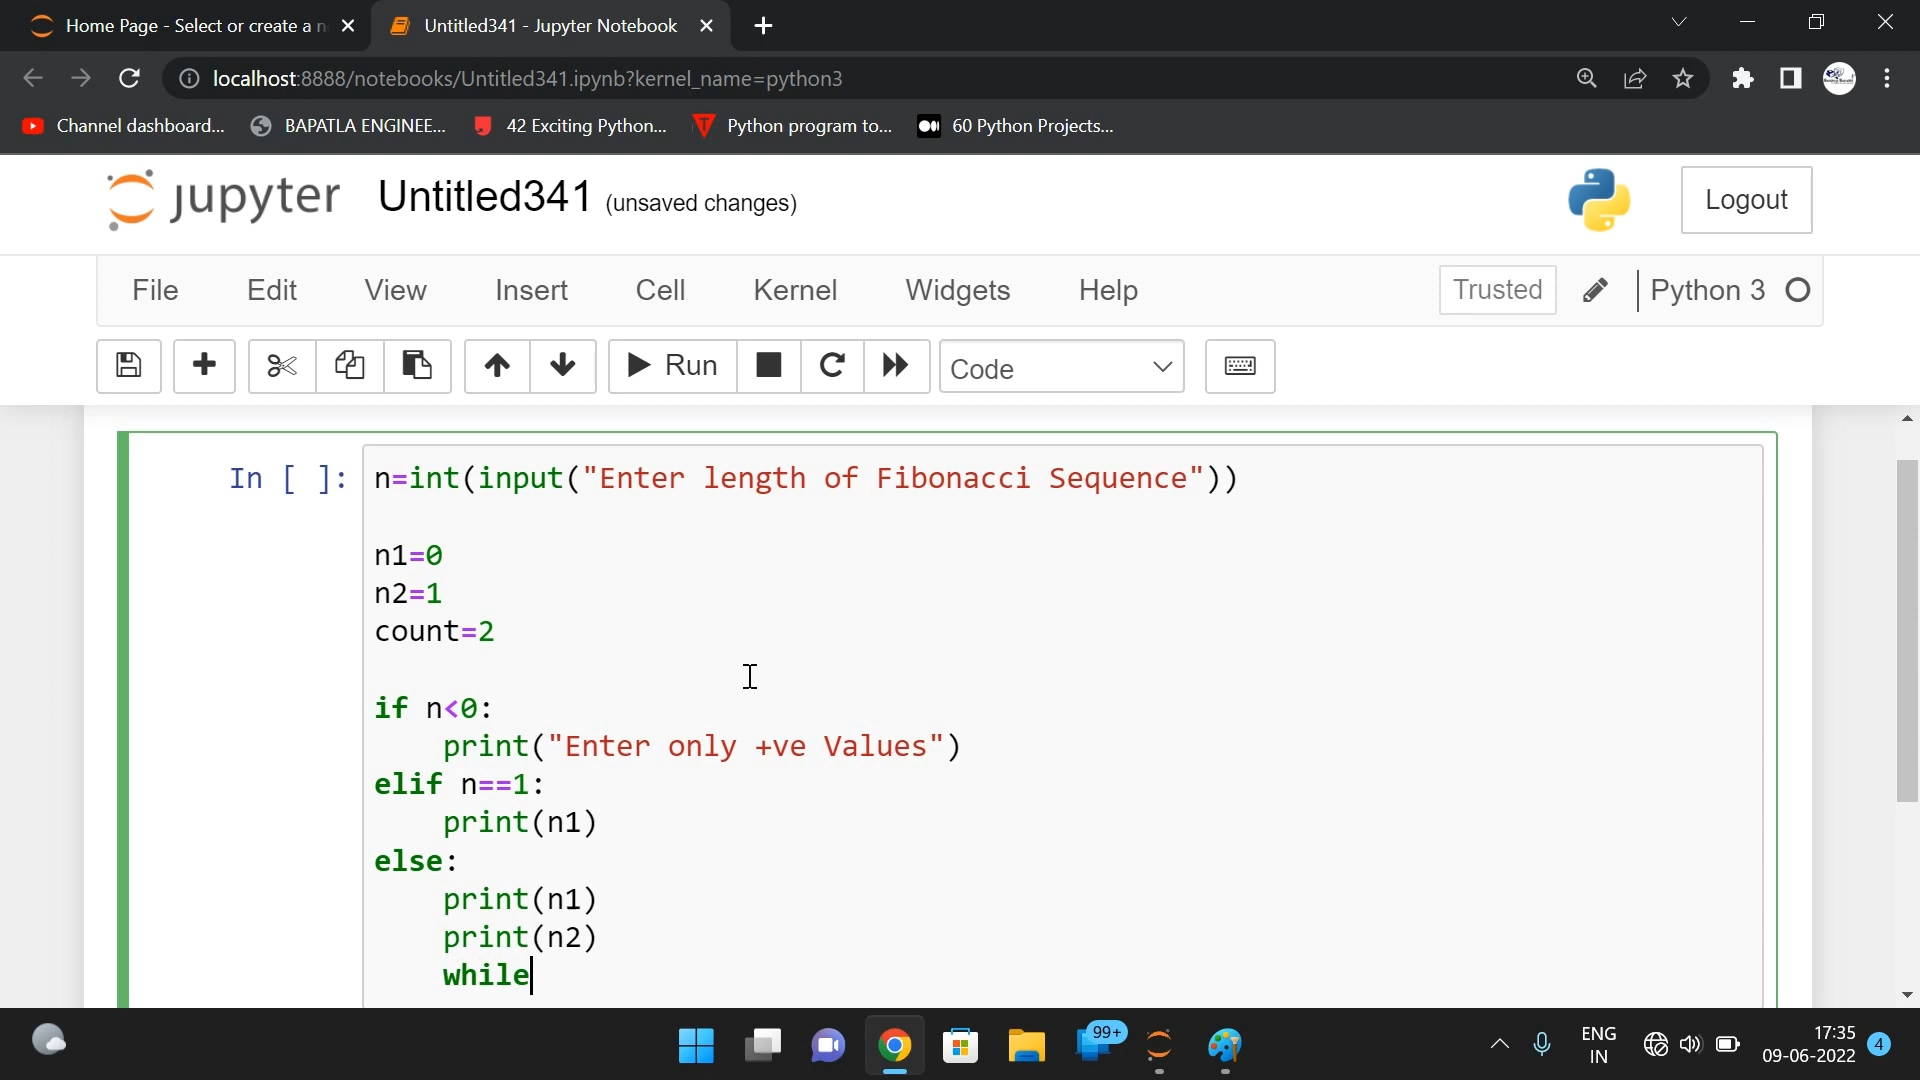 Home Page - Select or create a n
Untitled341 - Jupyter Notebook
localhost:8888/notebooks/Untitled341.ipynb?kernel_name=python3
Channel dashboard...
BAPATLA ENGINEE...
42 Exciting Python...
Python program to...
60 Python Projects...
jupyter Untitled341 (unsaved changes)
Logout
File Edit View Insert Cell Kernel Widgets Help
Trusted
Python 3
Run
Code
In [ ]: n=int(input("Enter length of Fibonacci Sequence"))
n1=0
n2=1
count=2
if n<0:
    print("Enter only +ve Values")
elif n==1:
    print(n1)
else:
    print(n1)
    print(n2)
    while
99+
ENG
IN
17:35
09-06-2022
4